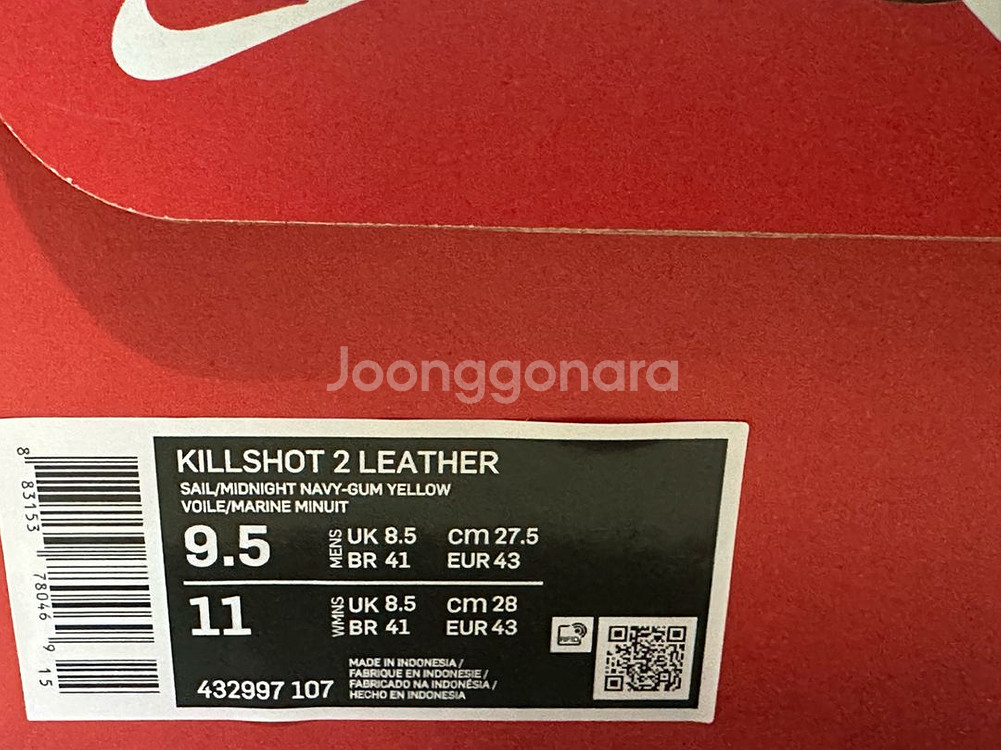 Joonggonara
KILLSHOT 2 LEATHER
SAIL/MIDNIGHT NAVY-GUM YELLOW
VOILE/MARINE MINUIT
9.5 MENS UK 8.5 cm 27.5
BR 41 EUR 43
11 WMNS UK 8.5 cm 28
BR 41 EUR 43
RFID
432997 107
MADE IN INDONESIA /
FABRIQUE EN INDONESIE /
FABRICADO NA INDONÉSIA /
HECHO EN INDONESIA
8 83153 78046 9 15